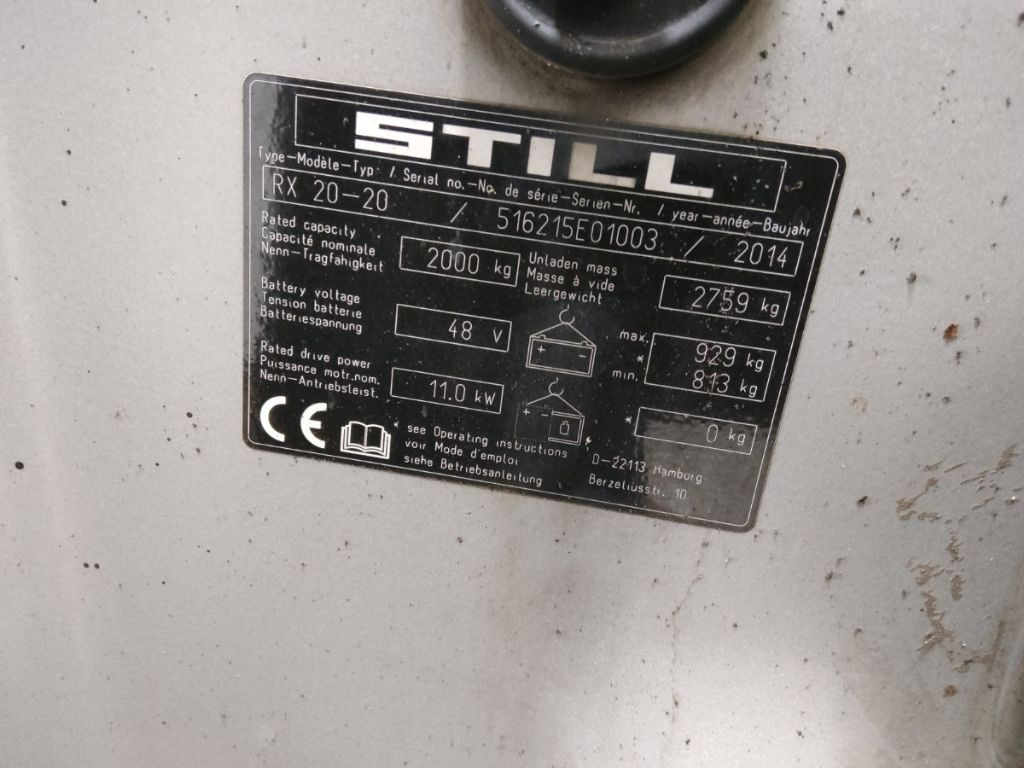 STILL
Type-Modèle-Typ / Serial no.-No. de série-Serien-Nr. / year-année-Baujahr
RX 20-20 / 516215E01003 / 2014
Rated capacity
Capacité nominale
Nenn-Tragfähigkeit
2000 kg
Unladen mass
Masse à vide
Leergewicht
2759 kg
Battery voltage
Tension batterie
Batteriespannung
48 V
+ -
max. 929 kg
*
min. 813 kg
Rated drive power
Puissance motr.nom.
Nenn-Antriebsleist.
11.0 kW
+ -
* 0 kg
CE
* see Operating instructions
voir Mode d'emploi
siehe Betriebsanleitung
D-22113 Hamburg
Berzeliusstr. 10